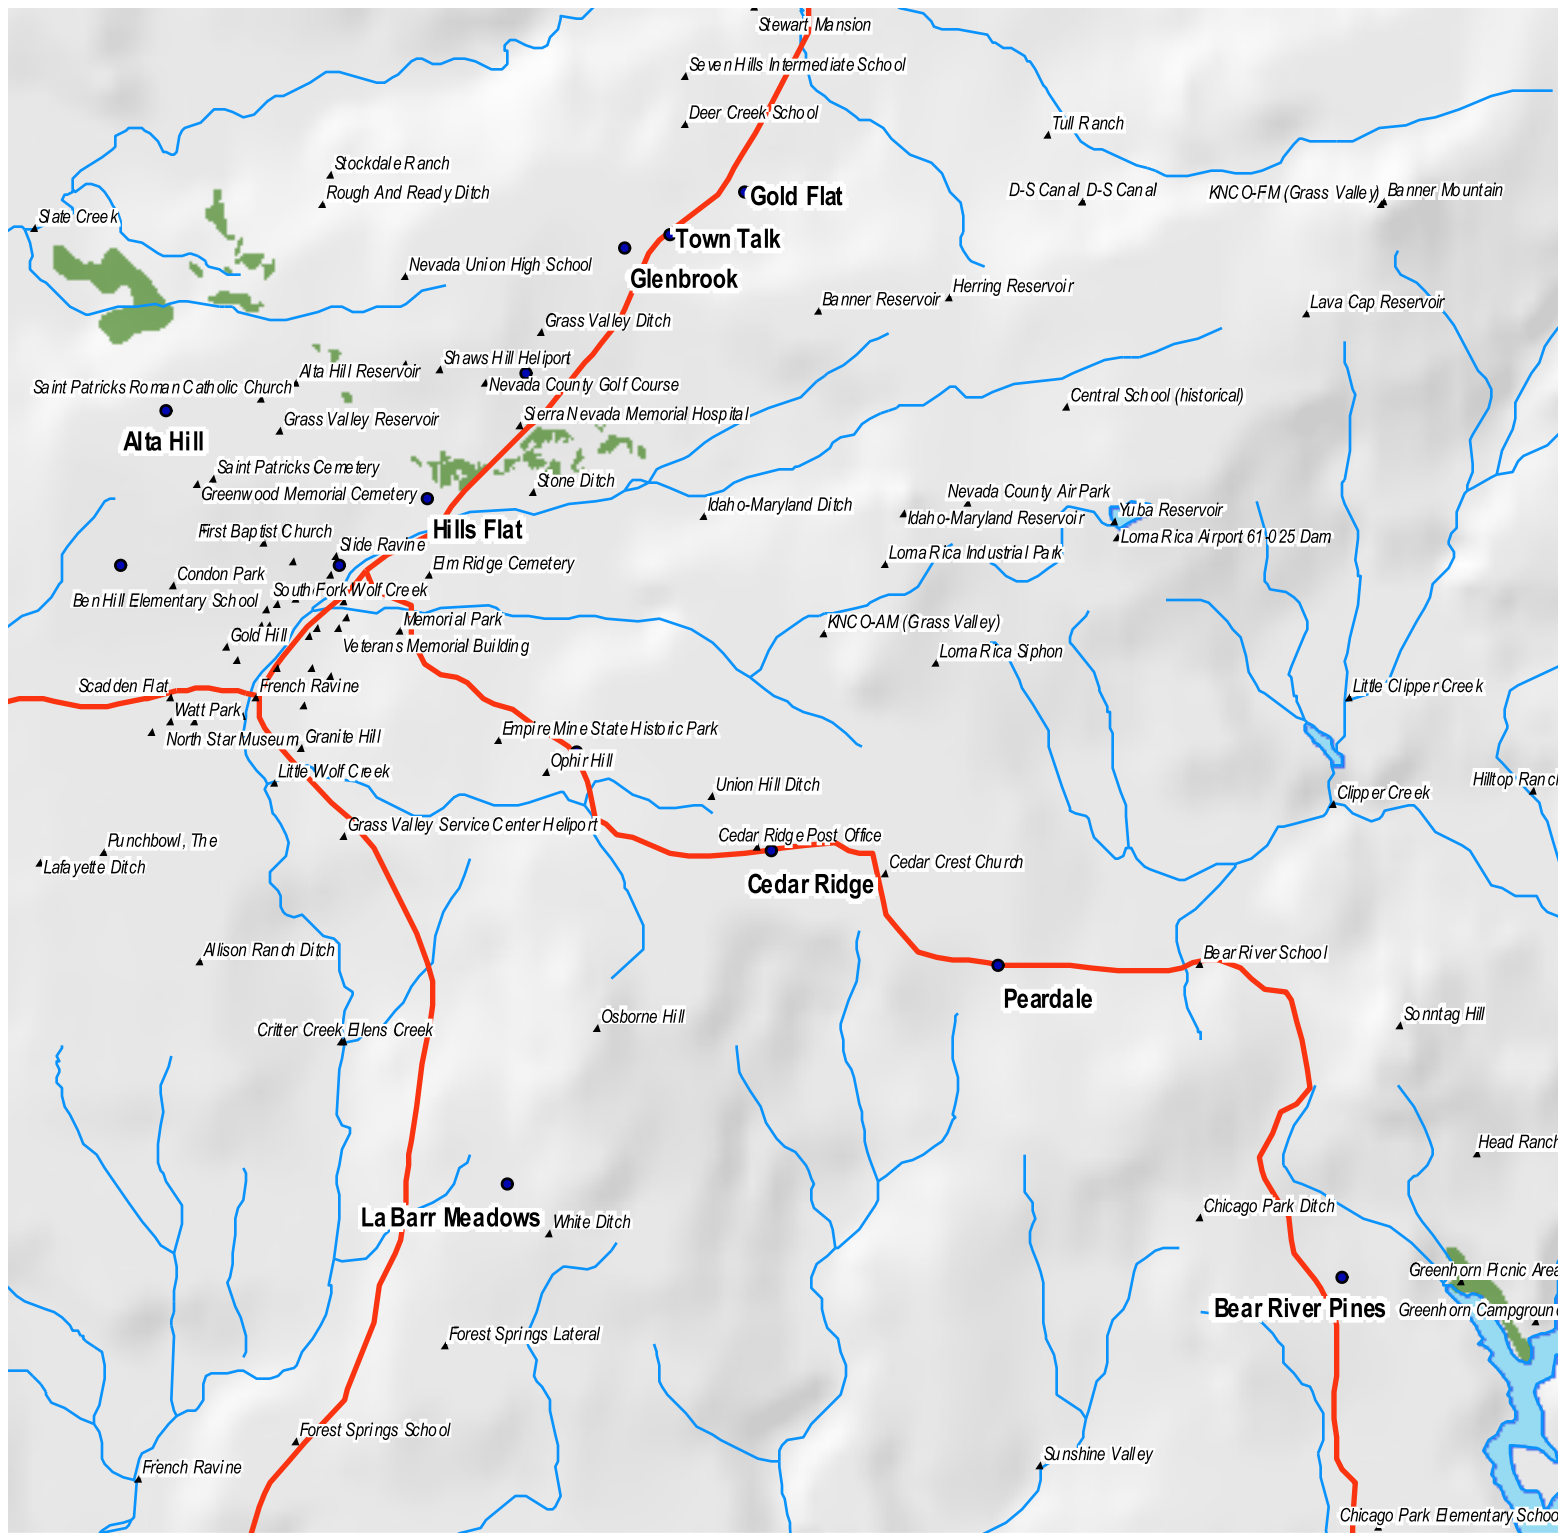 Stewart Mansion
Seven Hills Intermediate School
Deer Creek School
Tull Ranch
Stockdale Ranch
Rough And Ready Ditch
D-S Canal
D-S Canal
KNCO-FM (Grass Valley)
Banner Mountain
Gold Flat
Slate Creek
Town Talk
Nevada Union High School
Glenbrook
Herring Reservoir
Banner Reservoir
Lava Cap Reservoir
Grass Valley Ditch
Shaws Hill Heliport
Alta Hill Reservoir
Saint Patricks Roman Catholic Church
Nevada County Golf Course
Central School (historical)
Sierra Nevada Memorial Hospital
Grass Valley Reservoir
Alta Hill
Saint Patricks Cemetery
Stone Ditch
Greenwood Memorial Cemetery
Nevada County Air Park
Idaho-Maryland Ditch
Yuba Reservoir
Idaho-Maryland Reservoir
Hills Flat
First Baptist Church
Loma Rica Airport 61-025 Dam
Slide Ravine
Loma Rica Industrial Park
Elm Ridge Cemetery
Condon Park
South Fork Wolf Creek
Ben Hill Elementary School
Memorial Park
KNCO-AM (Grass Valley)
Gold Hill
Veterans Memorial Building
Loma Rica Siphon
Scadden Flat
French Ravine
Little Clipper Creek
Watt Park
Empire Mine State Historic Park
North Star Museum
Granite Hill
Ophir Hill
Little Wolf Creek
Union Hill Ditch
Hilltop Ranch
Clipper Creek
Grass Valley Service Center Heliport
Cedar Ridge Post Office
Punchbowl, The
Lafayette Ditch
Cedar Crest Church
Cedar Ridge
Allison Ranch Ditch
Bear River School
Peardale
Osborne Hill
Sonntag Hill
Critter Creek
Ellens Creek
Head Ranch
Chicago Park Ditch
La Barr Meadows
White Ditch
Greenhorn Picnic Area
Bear River Pines
Greenhorn Campground
Forest Springs Lateral
Forest Springs School
Sunshine Valley
French Ravine
Chicago Park Elementary Schoo